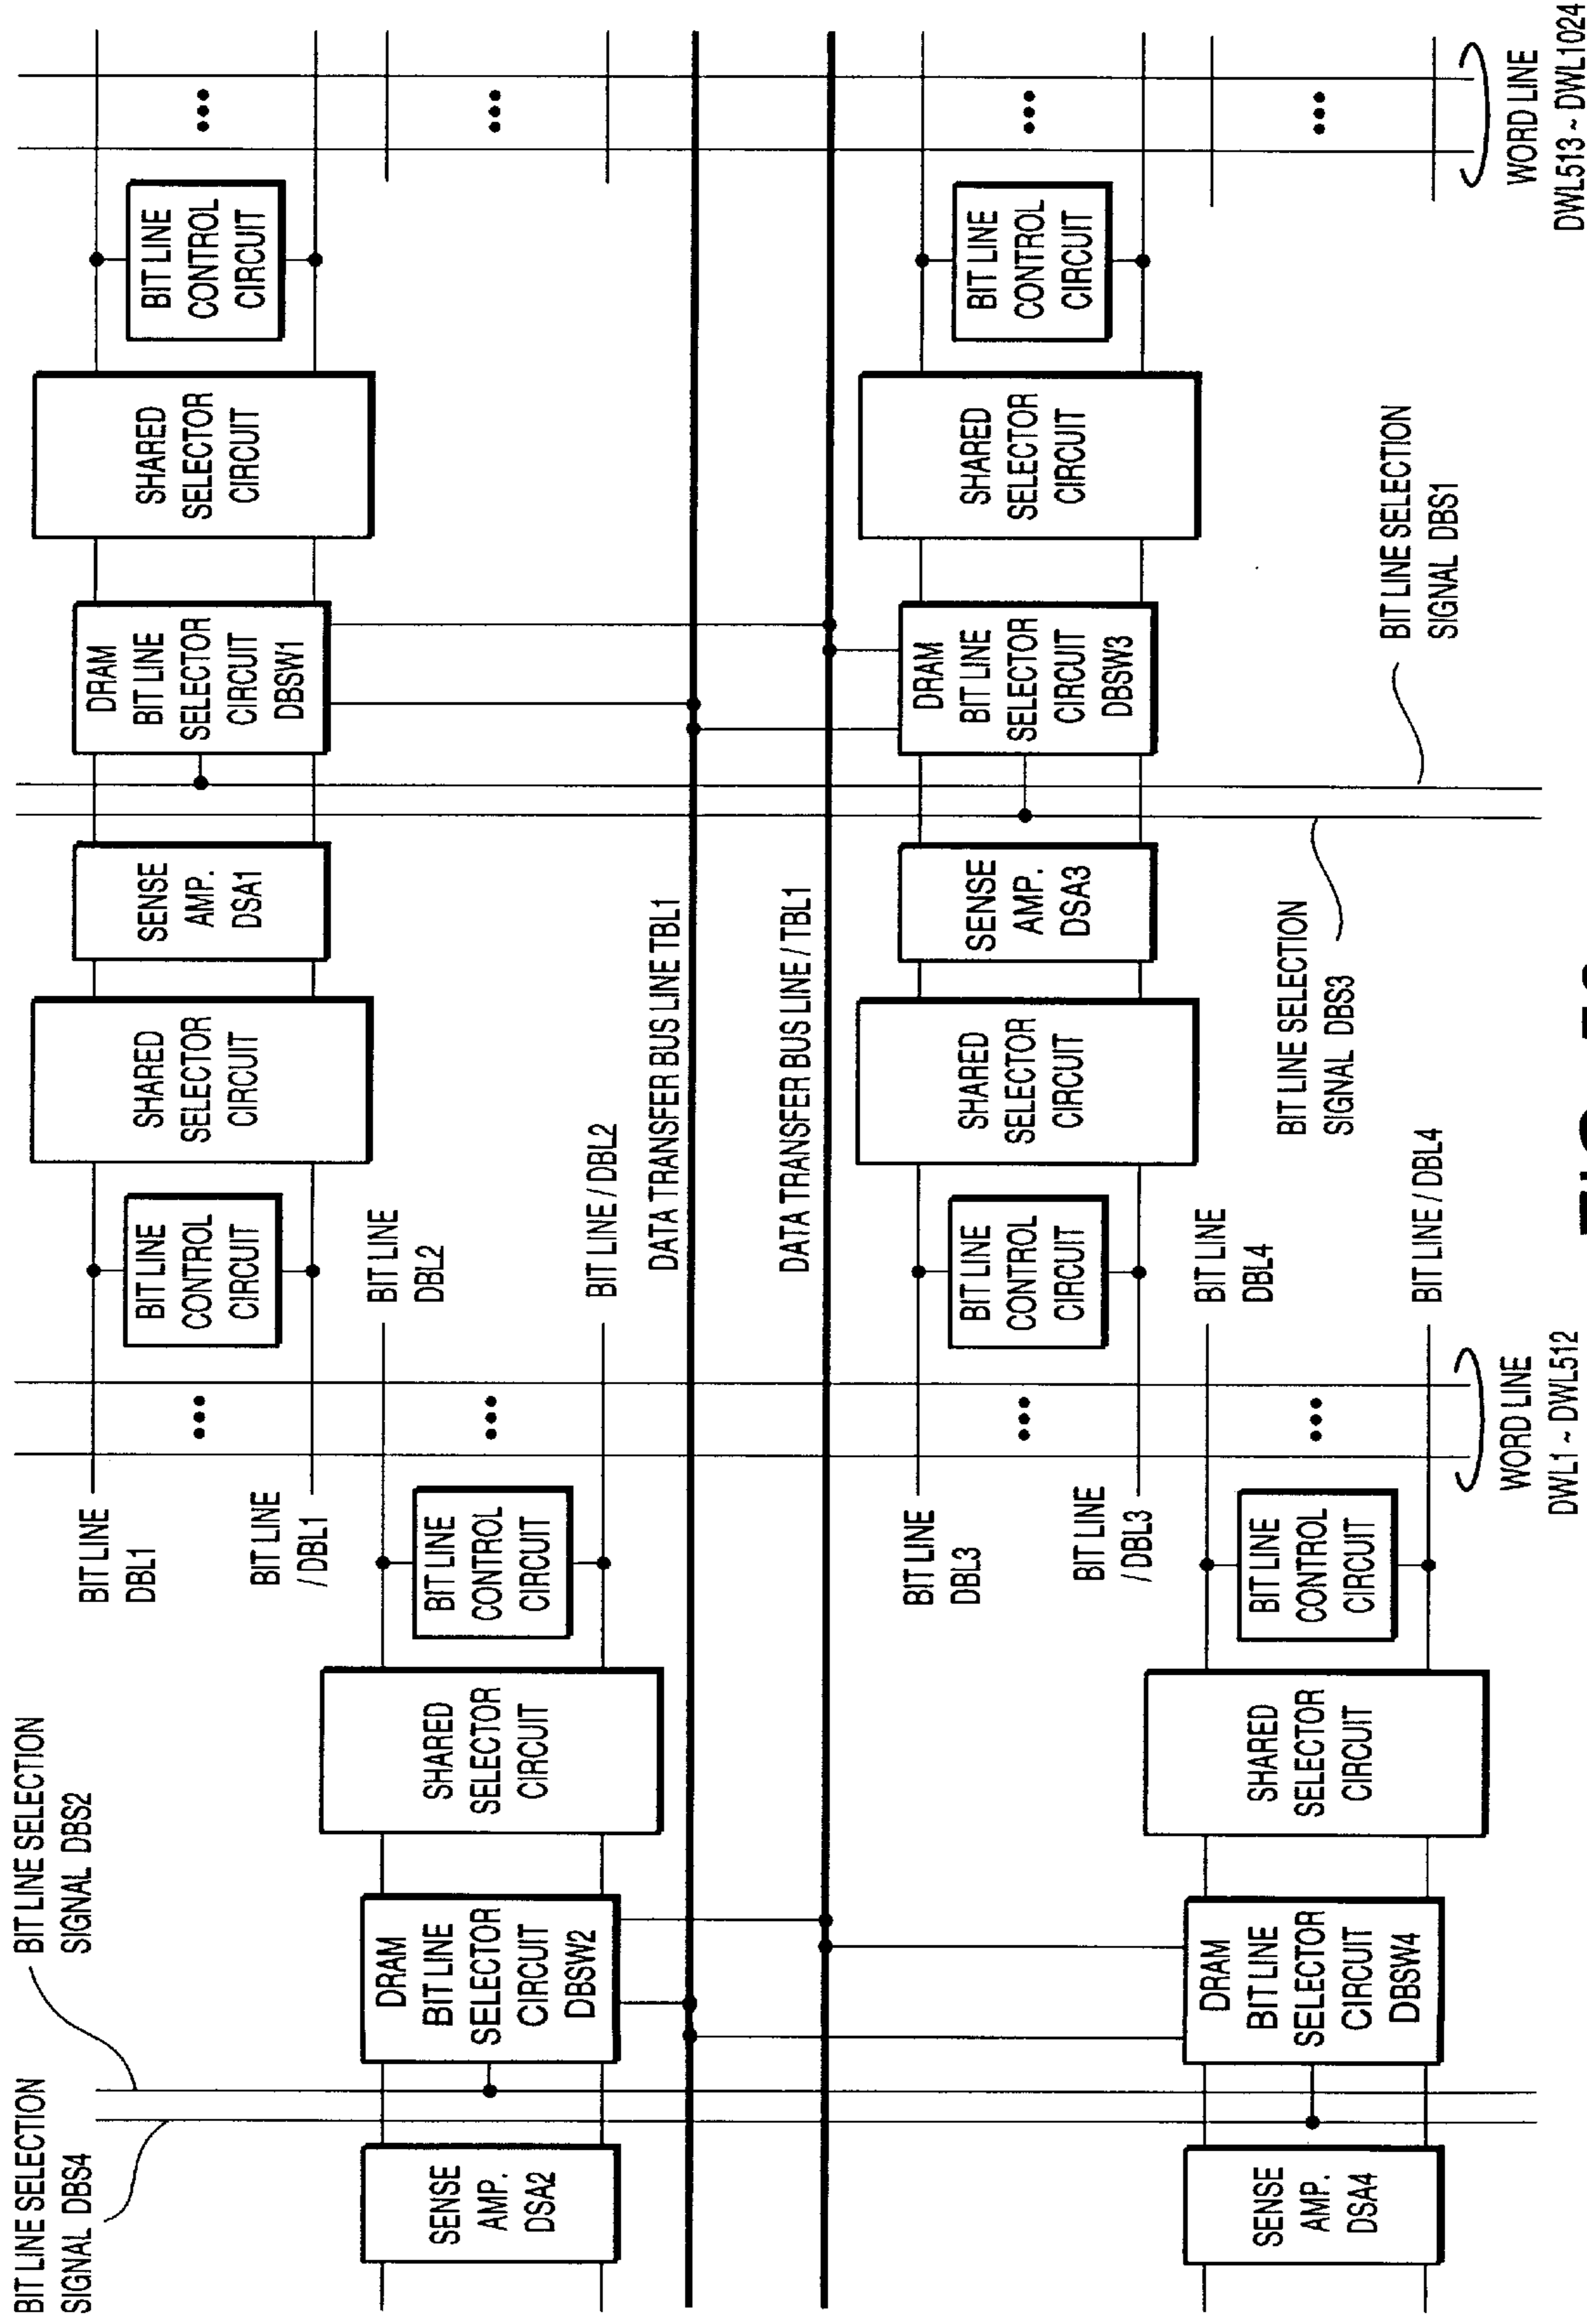 BIT LINE SELECTION
SIGNAL DBS4
BIT LINE SELECTION
SIGNAL DBS2
BIT LINE
DBL1
BIT LINE
/ DBL1
BIT LINE
CONTROL
CIRCUIT
SHARED
SELECTOR
CIRCUIT
SENSE
AMP.
DSA1
DRAM
BIT LINE
SELECTOR
CIRCUIT
DBSW1
SHARED
SELECTOR
CIRCUIT
BIT LINE
CONTROL
CIRCUIT
SENSE
AMP.
DSA2
DRAM
BIT LINE
SELECTOR
CIRCUIT
DBSW2
SHARED
SELECTOR
CIRCUIT
BIT LINE
CONTROL
CIRCUIT
BIT LINE
DBL2
BIT LINE / DBL2
DATA TRANSFER BUS LINE TBL1
DATA TRANSFER BUS LINE / TBL1
BIT LINE
DBL3
BIT LINE
/ DBL3
BIT LINE
CONTROL
CIRCUIT
SHARED
SELECTOR
CIRCUIT
SENSE
AMP.
DSA3
DRAM
BIT LINE
SELECTOR
CIRCUIT
DBSW3
SHARED
SELECTOR
CIRCUIT
BIT LINE
CONTROL
CIRCUIT
SENSE
AMP.
DSA4
DRAM
BIT LINE
SELECTOR
CIRCUIT
DBSW4
SHARED
SELECTOR
CIRCUIT
BIT LINE
CONTROL
CIRCUIT
BIT LINE
DBL4
BIT LINE / DBL4
BIT LINE SELECTION
SIGNAL DBS3
BIT LINE SELECTION
SIGNAL DBS1
WORD LINE
DWL1 ~ DWL512
WORD LINE
DWL513 ~ DWL1024